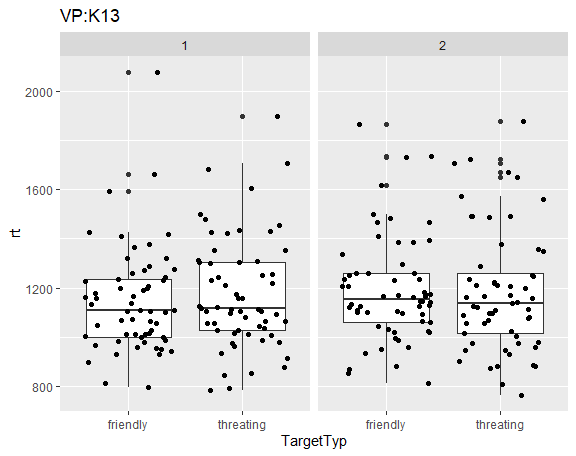 VP:K13
1
2
rt
2000
1600
1200
800
friendly
threating
friendly
threating
TargetTyp